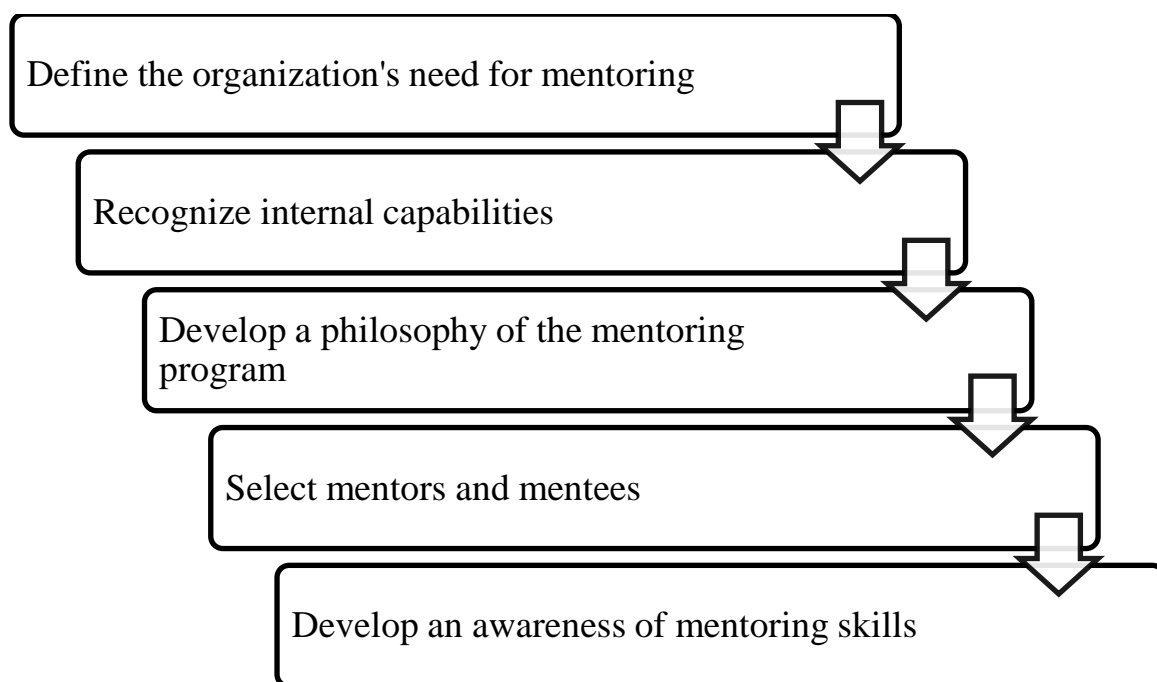 Define the organization's need for mentoring
Recognize internal capabilities
Develop a philosophy of the mentoring
program
Select mentors and mentees
Develop an awareness of mentoring skills